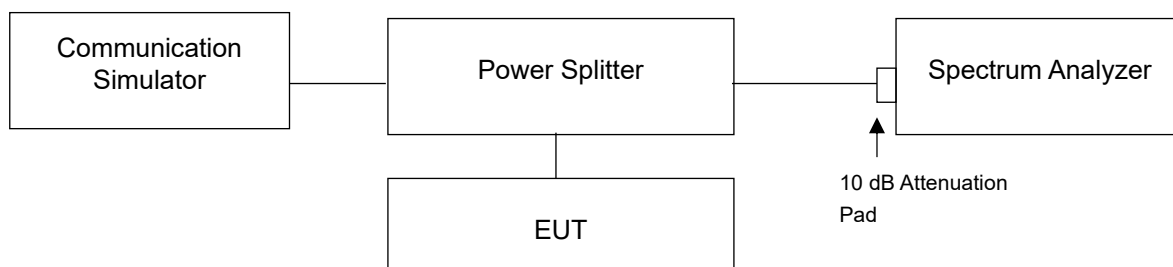 Communication
Simulator
Power Splitter
Spectrum Analyzer
10 dB Attenuation
Pad
EUT